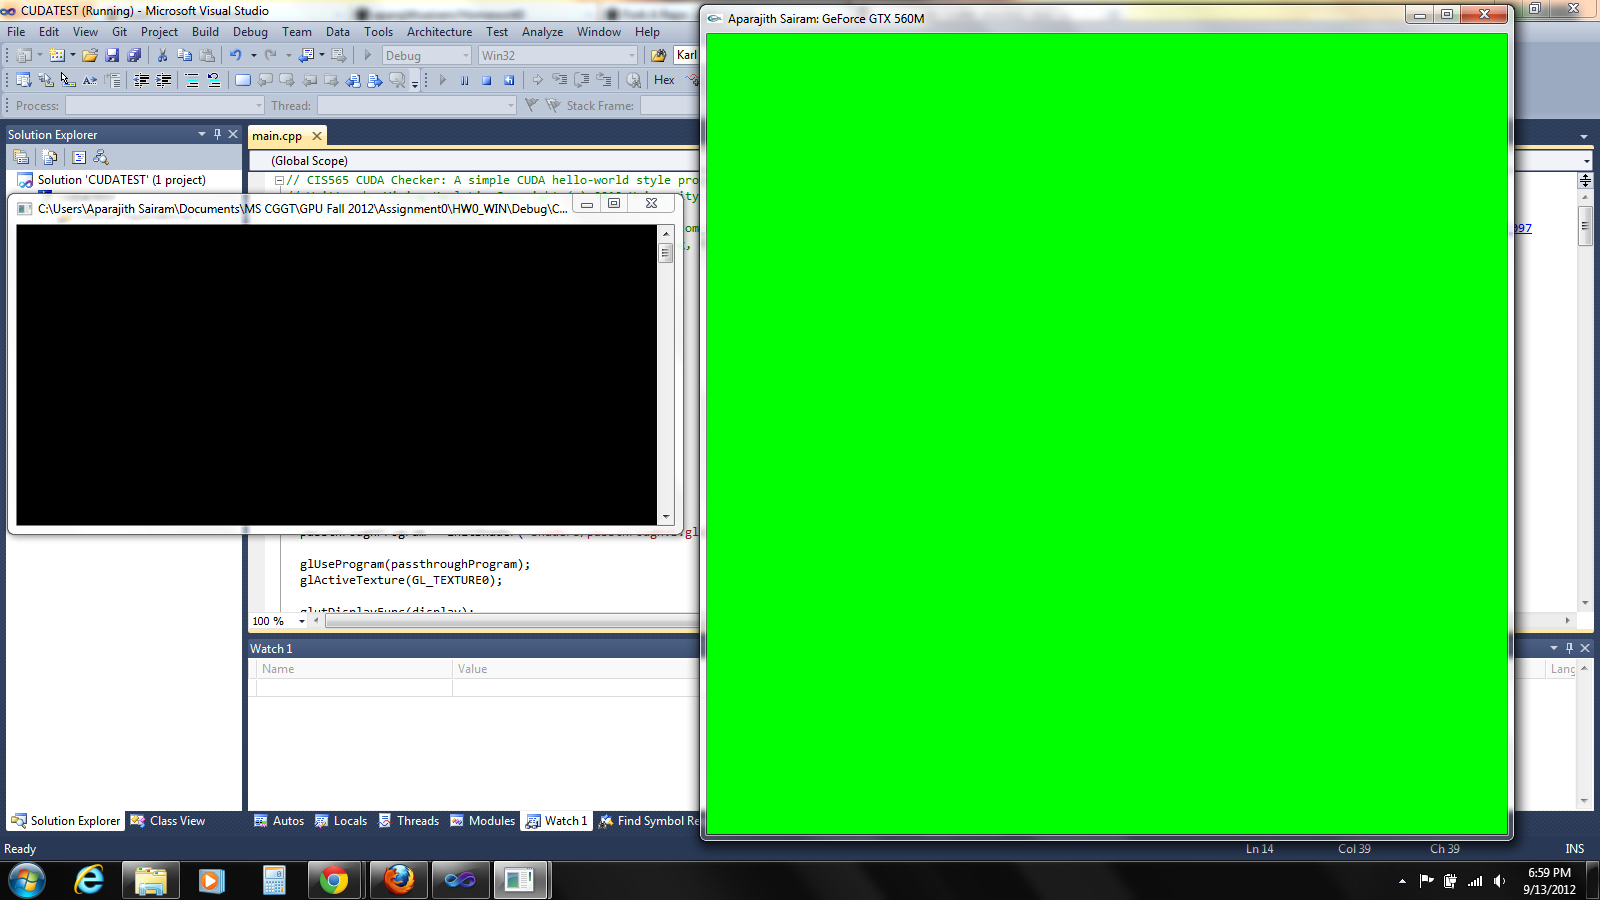 CUDATEST (Running) - Microsoft Visual Studio
File Edit View Git Project Build Debug Team Data Tools Architecture Test Analyze Window Help
Debug Win32 Karl
Hex
Process: Thread: Stack Frame:
Solution Explorer
Solution 'CUDATEST' (1 project)
main.cpp
(Global Scope)
// CIS565 CUDA Checker: A simple CUDA hello-world style pro
097
C:\Users\Aparajith Sairam\Documents\MS CGGT\GPU Fall 2012\Assignment0\HW0_WIN\Debug\C...
glUseProgram(passthroughProgram);
glActiveTexture(GL_TEXTURE0);
glutDisplayFunc(display);
100 %
Watch 1
Name Value Lang
Solution Explorer Class View
Autos Locals Threads Modules Watch 1 Find Symbol Re
Ready Ln 14 Col 39 Ch 39 INS
Aparajith Sairam: GeForce GTX 560M
6:59 PM
9/13/2012